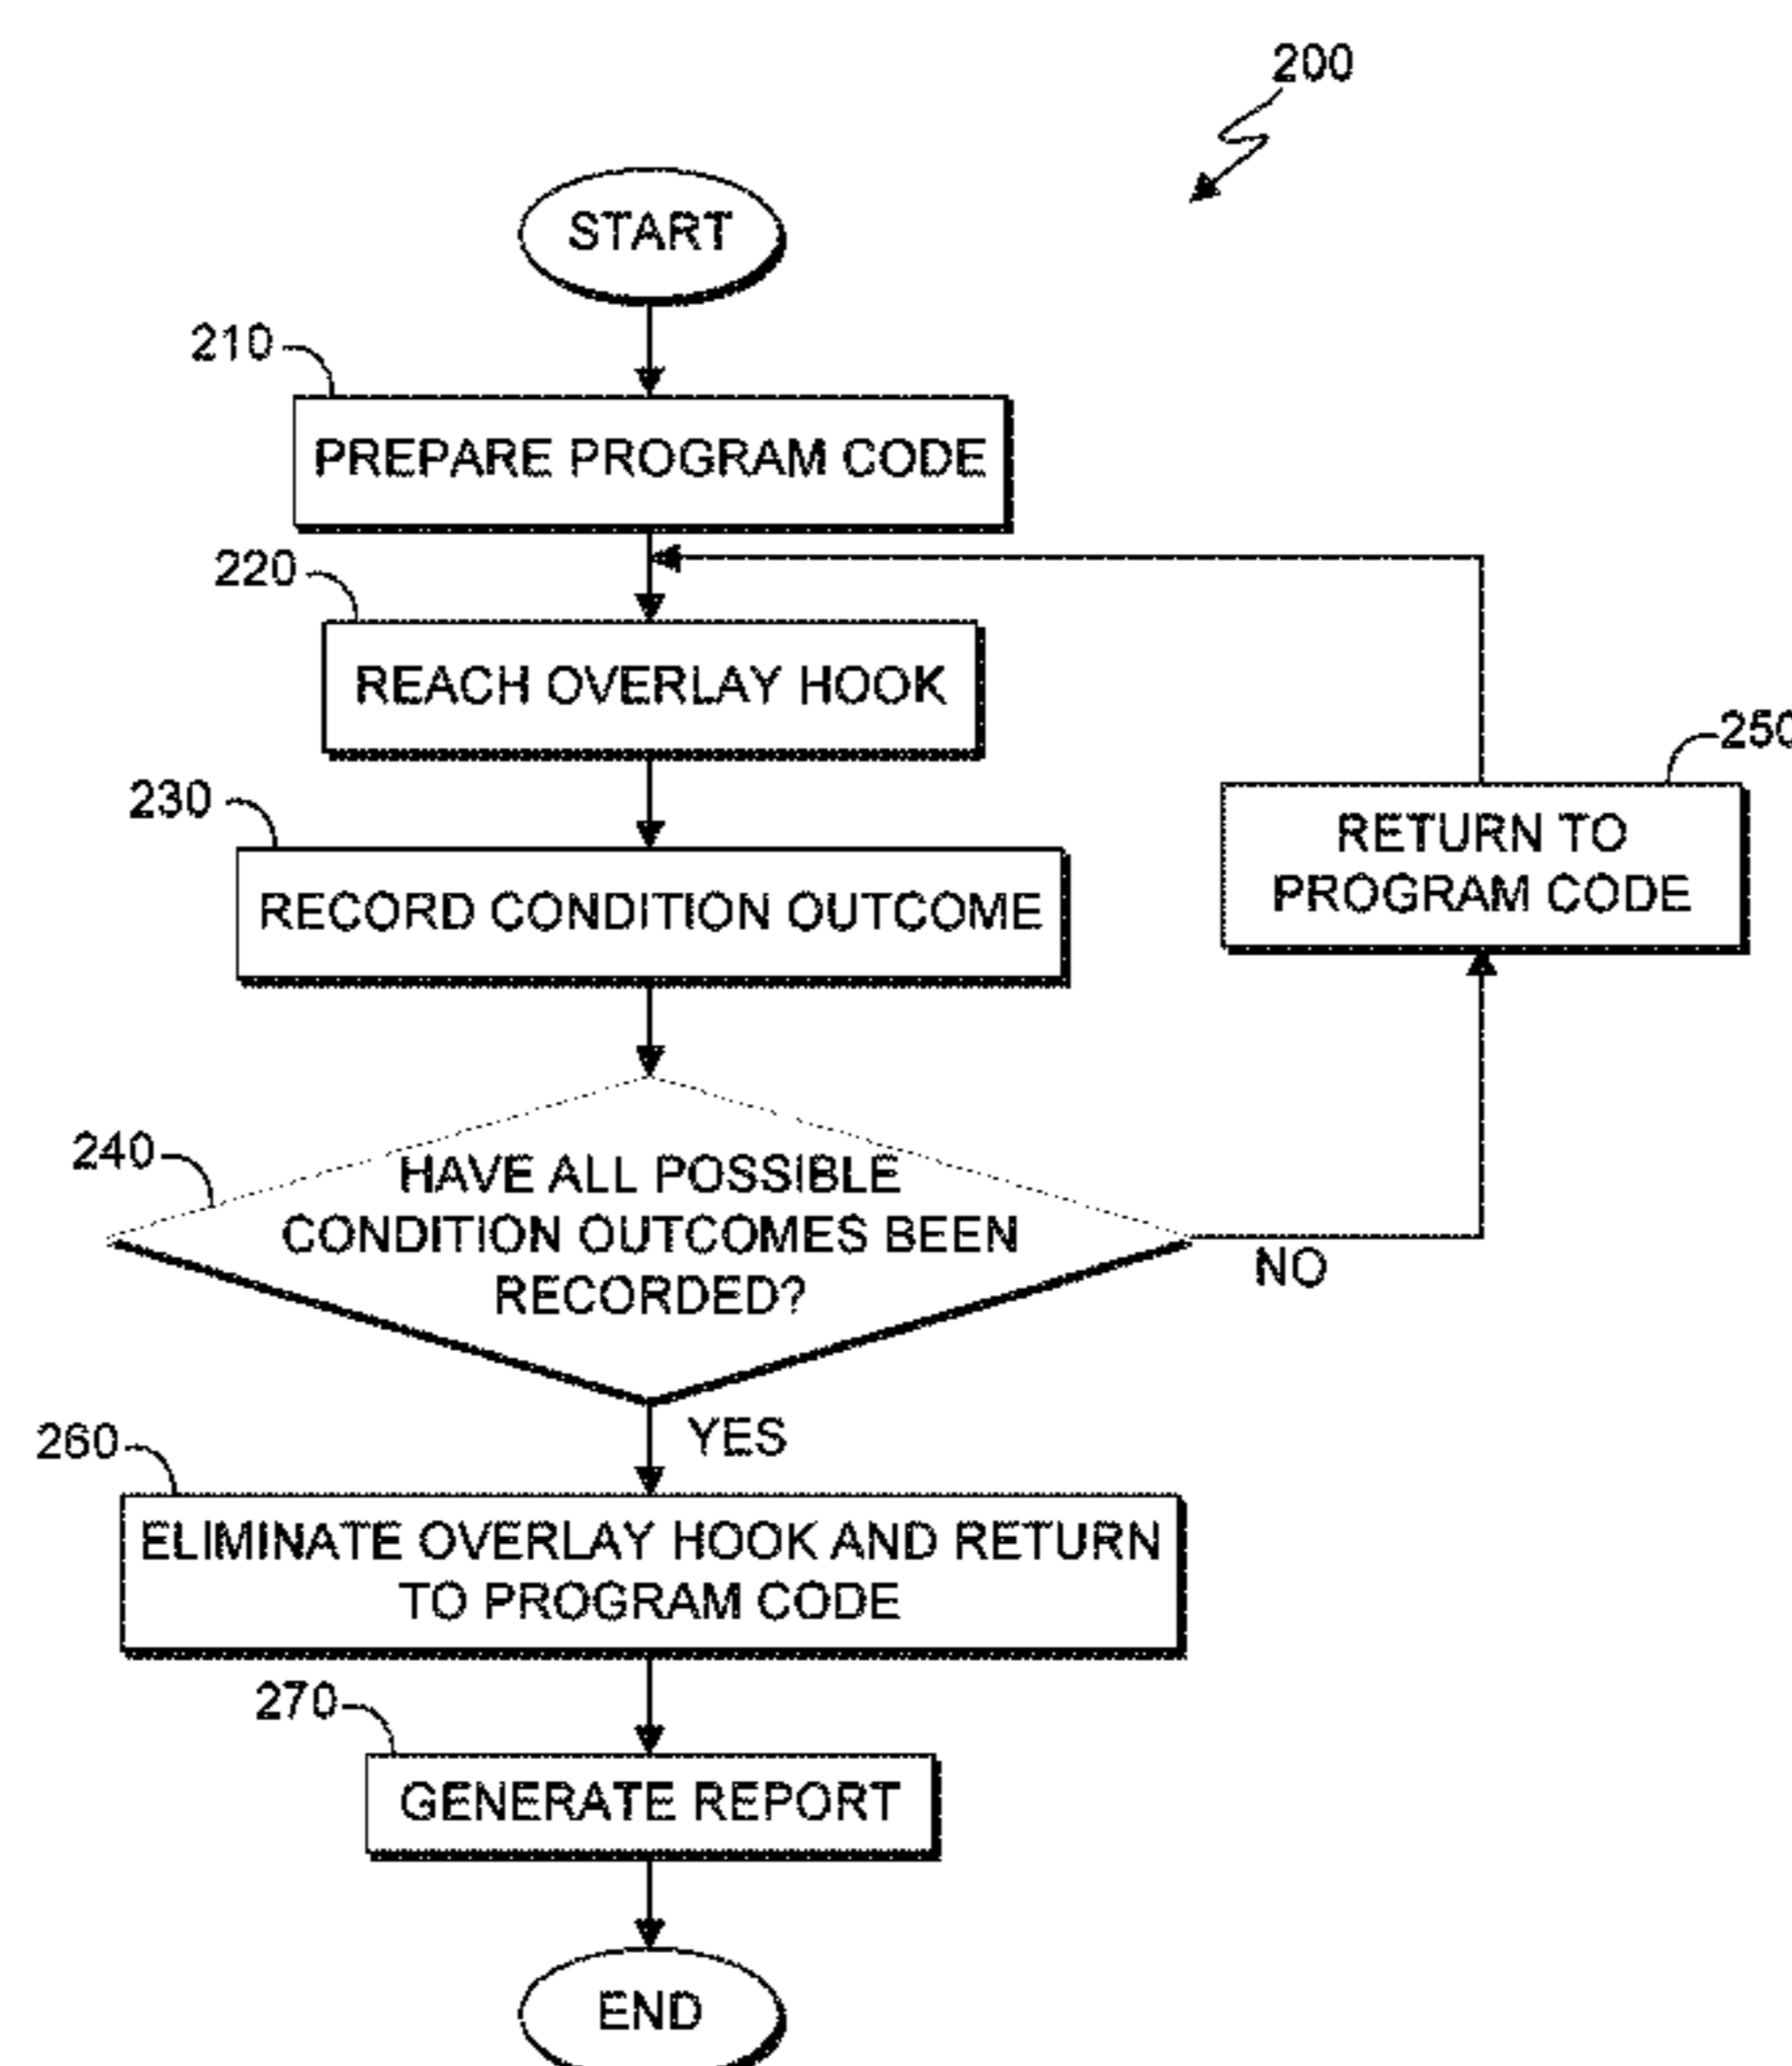 200
START
210
PREPARE PROGRAM CODE
220
REACH OVERLAY HOOK
230
RECORD CONDITION OUTCOME
250
RETURN TO
PROGRAM CODE
240
HAVE ALL POSSIBLE
CONDITION OUTCOMES BEEN
RECORDED?
NO
YES
260
ELIMINATE OVERLAY HOOK AND RETURN
TO PROGRAM CODE
270
GENERATE REPORT
END